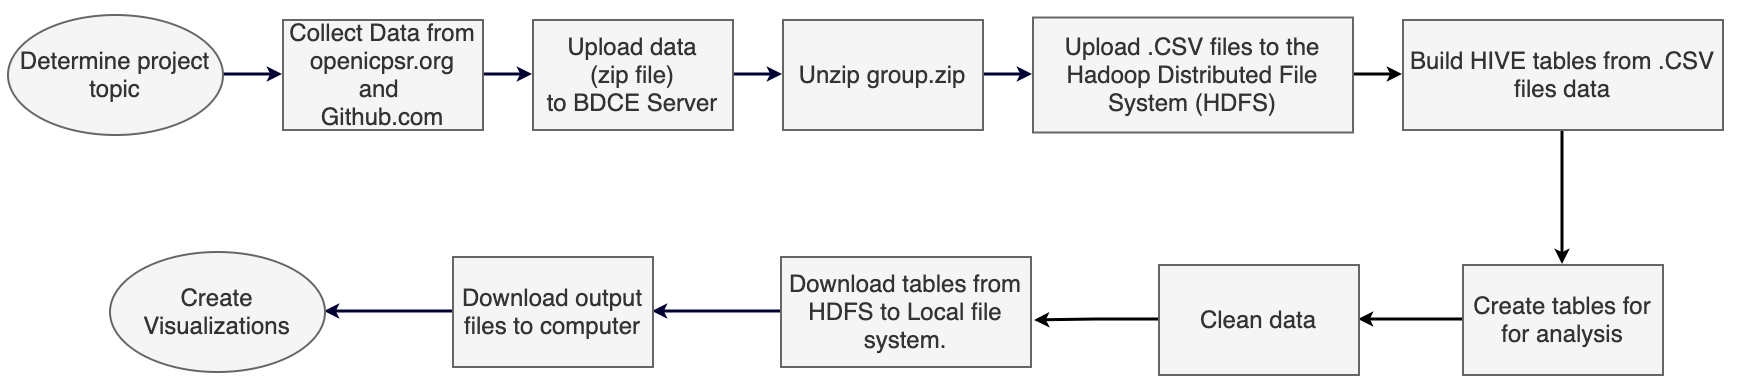 Determine project
topic
Collect Data from
openicpsr.org
and
Github.com
Upload data
(zip file)
to BDCE Server
Unzip group.zip
Upload .CSV files to the
Hadoop Distributed File
System (HDFS)
Build HIVE tables from .CSV
files data
Create tables for
for analysis
Clean data
Download tables from
HDFS to Local file
system.
Download output
files to computer
Create
Visualizations